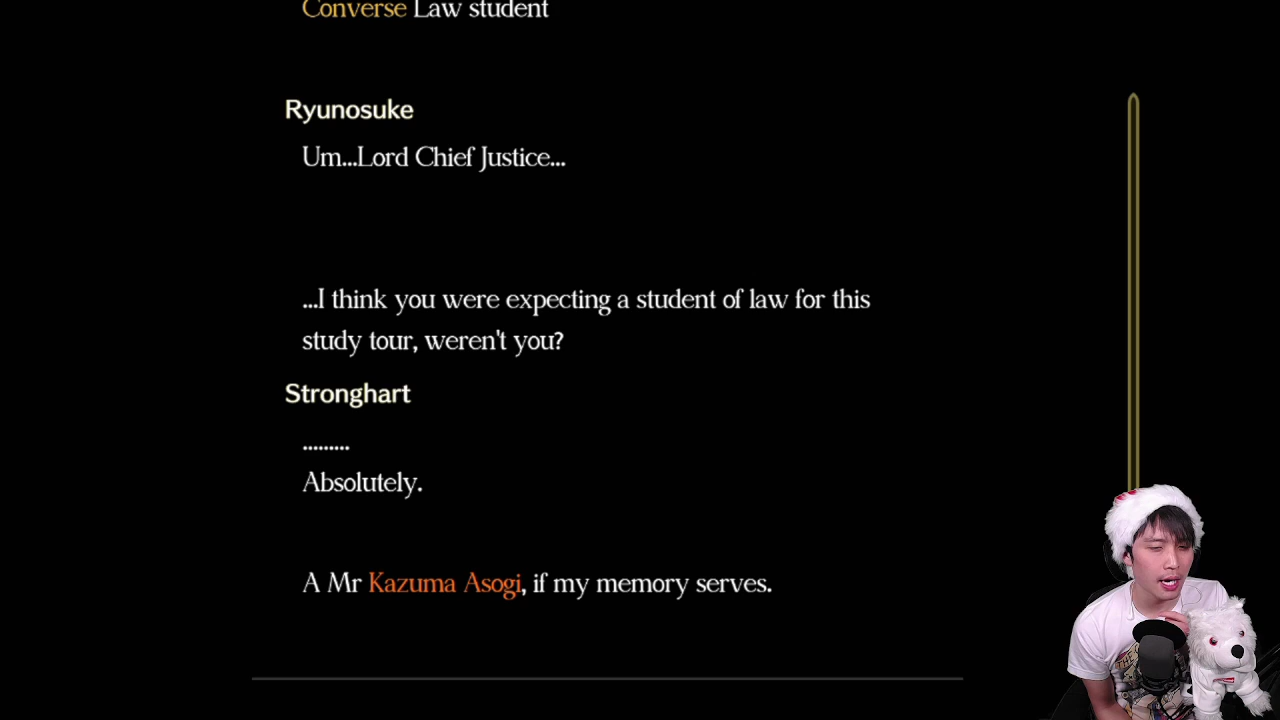 Converse Law student
Ryunosuke
Um...Lord Chief Justice...
...I think you were expecting a student of law for this
study tour, weren't you?
Stronghart
.........
Absolutely.
A Mr Kazuma Asogi, if my memory serves.